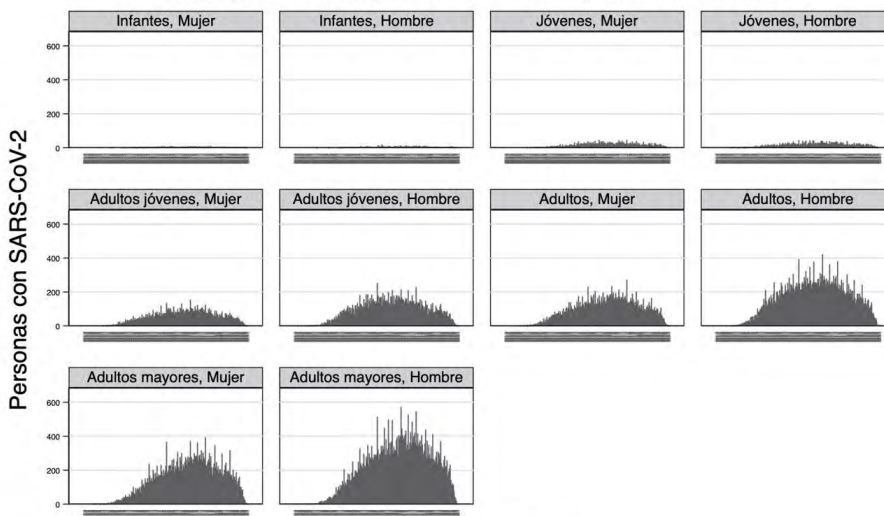 Infantes, Mujer
Infantes, Hombre
Jóvenes, Mujer
Jóvenes, Hombre
600
400
200
0
Adultos jóvenes, Mujer
Adultos jóvenes, Hombre
Adultos, Mujer
Adultos, Hombre
600
400
200
0
Adultos mayores, Mujer
Adultos mayores, Hombre
600
400
200
0
Personas con SARS-CoV-2